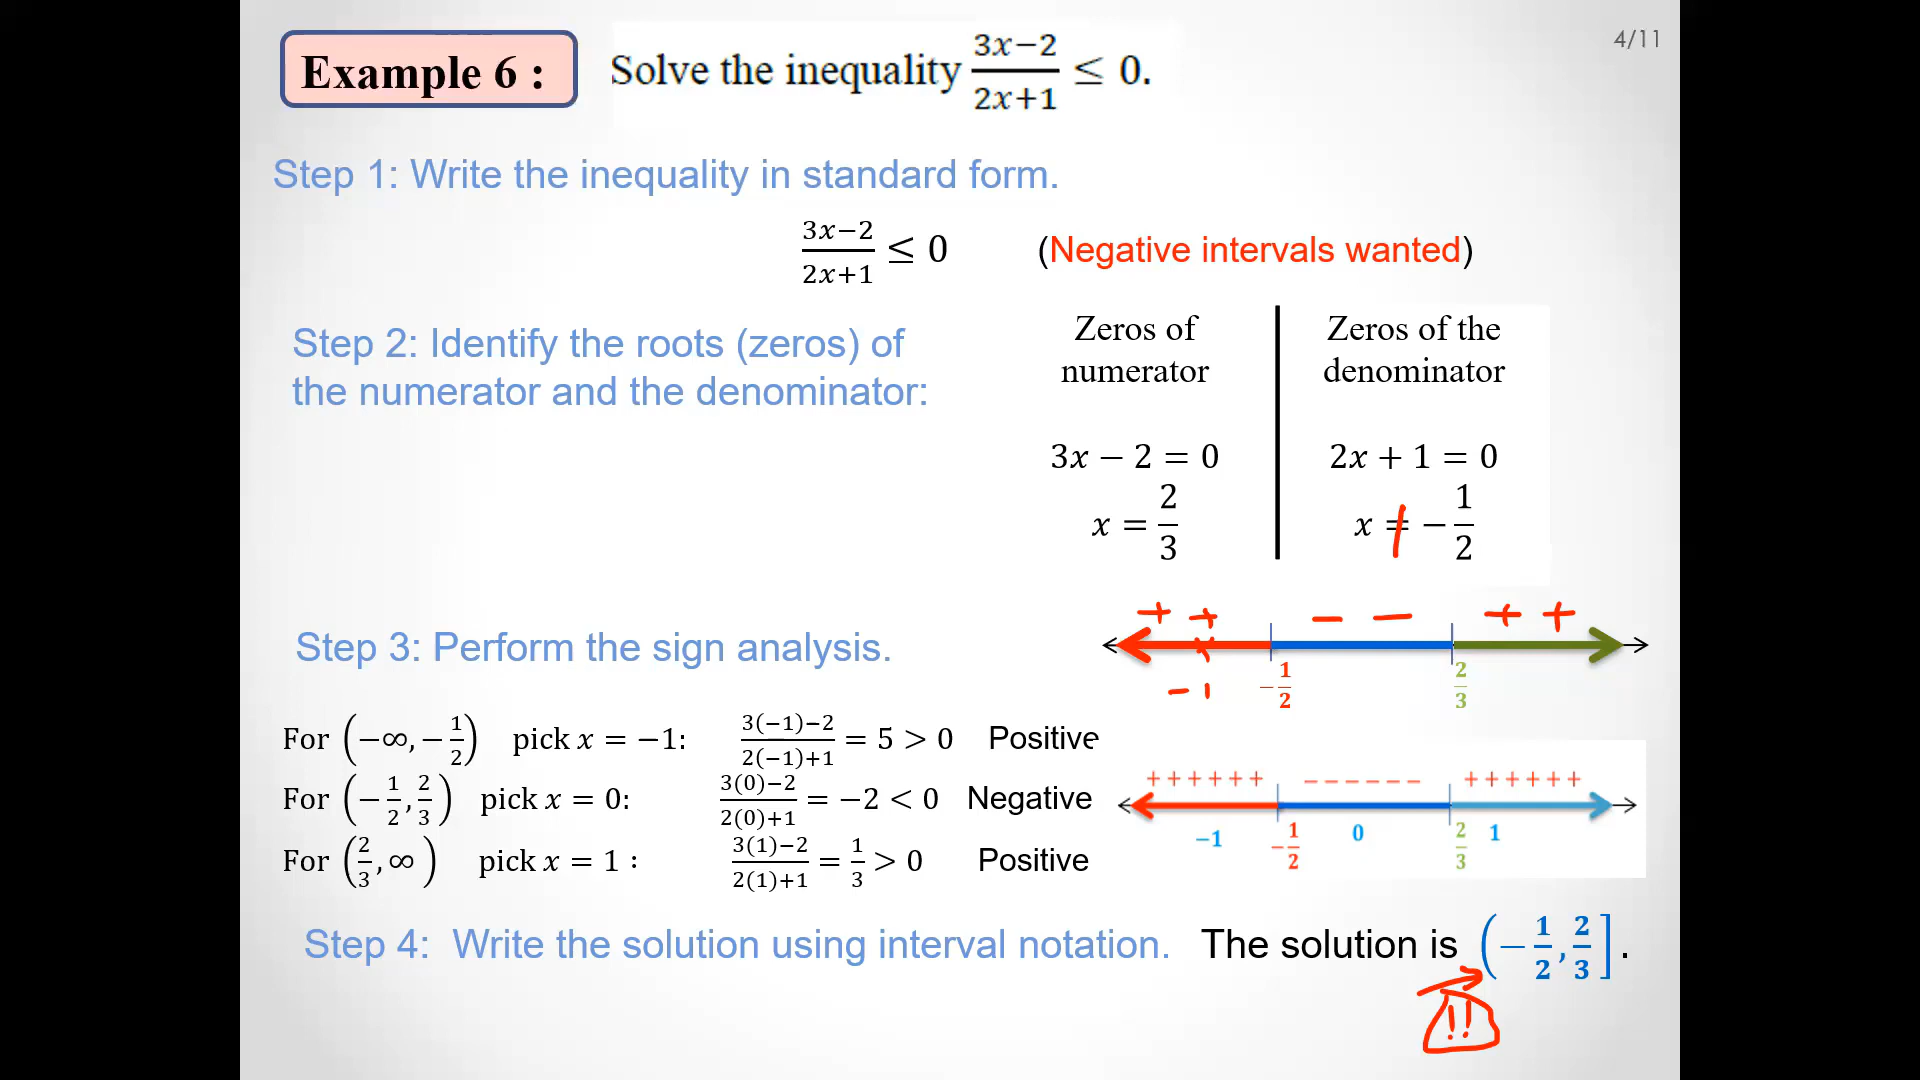 4/11
Example 6 : Solve the inequality (3x−2)/(2x+1) ≤ 0.
Step 1: Write the inequality in standard form.
(3x−2)/(2x+1) ≤ 0 (Negative intervals wanted)
Step 2: Identify the roots (zeros) of
the numerator and the denominator:
Zeros of
numerator
3x − 2 = 0
x = 2/3
Zeros of the
denominator
2x + 1 = 0
x ≠ − 1/2
Step 3: Perform the sign analysis.
+ + − − + +
−1 −1/2 2/3
For (−∞, −1/2) pick x = −1: (3(−1)−2)/(2(−1)+1) = 5 > 0 Positive
For (−1/2, 2/3) pick x = 0: (3(0)−2)/(2(0)+1) = −2 < 0 Negative
For (2/3, ∞) pick x = 1 : (3(1)−2)/(2(1)+1) = 1/3 > 0 Positive
++++++ −−−−−− ++++++
−1 −1/2 0 2/3 1
Step 4: Write the solution using interval notation. The solution is (−1/2, 2/3].
!!